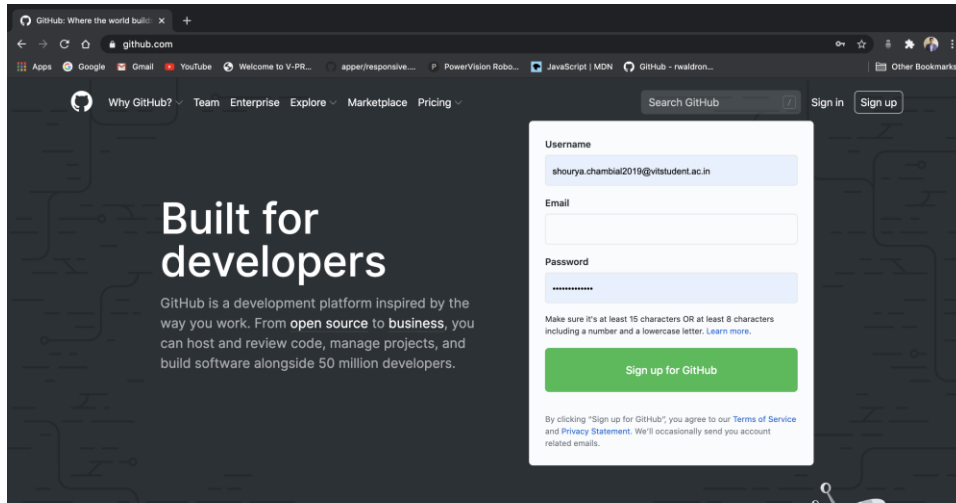 GitHub: Where the world builds
github.com
Apps Google Gmail YouTube Welcome to V-PR... apper/responsive.... PowerVision Robo... JavaScript | MDN GitHub - rwaldron... Other Bookmarks
Why GitHub? Team Enterprise Explore Marketplace Pricing Search GitHub / Sign in Sign up
Username
shourya.chambial2019@vitstudent.ac.in
Email
Password
•••••••••••••
Make sure it's at least 15 characters OR at least 8 characters
including a number and a lowercase letter. Learn more.
Sign up for GitHub
By clicking "Sign up for GitHub", you agree to our Terms of Service
and Privacy Statement. We'll occasionally send you account
related emails.
Built for
developers
GitHub is a development platform inspired by the
way you work. From open source to business, you
can host and review code, manage projects, and
build software alongside 50 million developers.